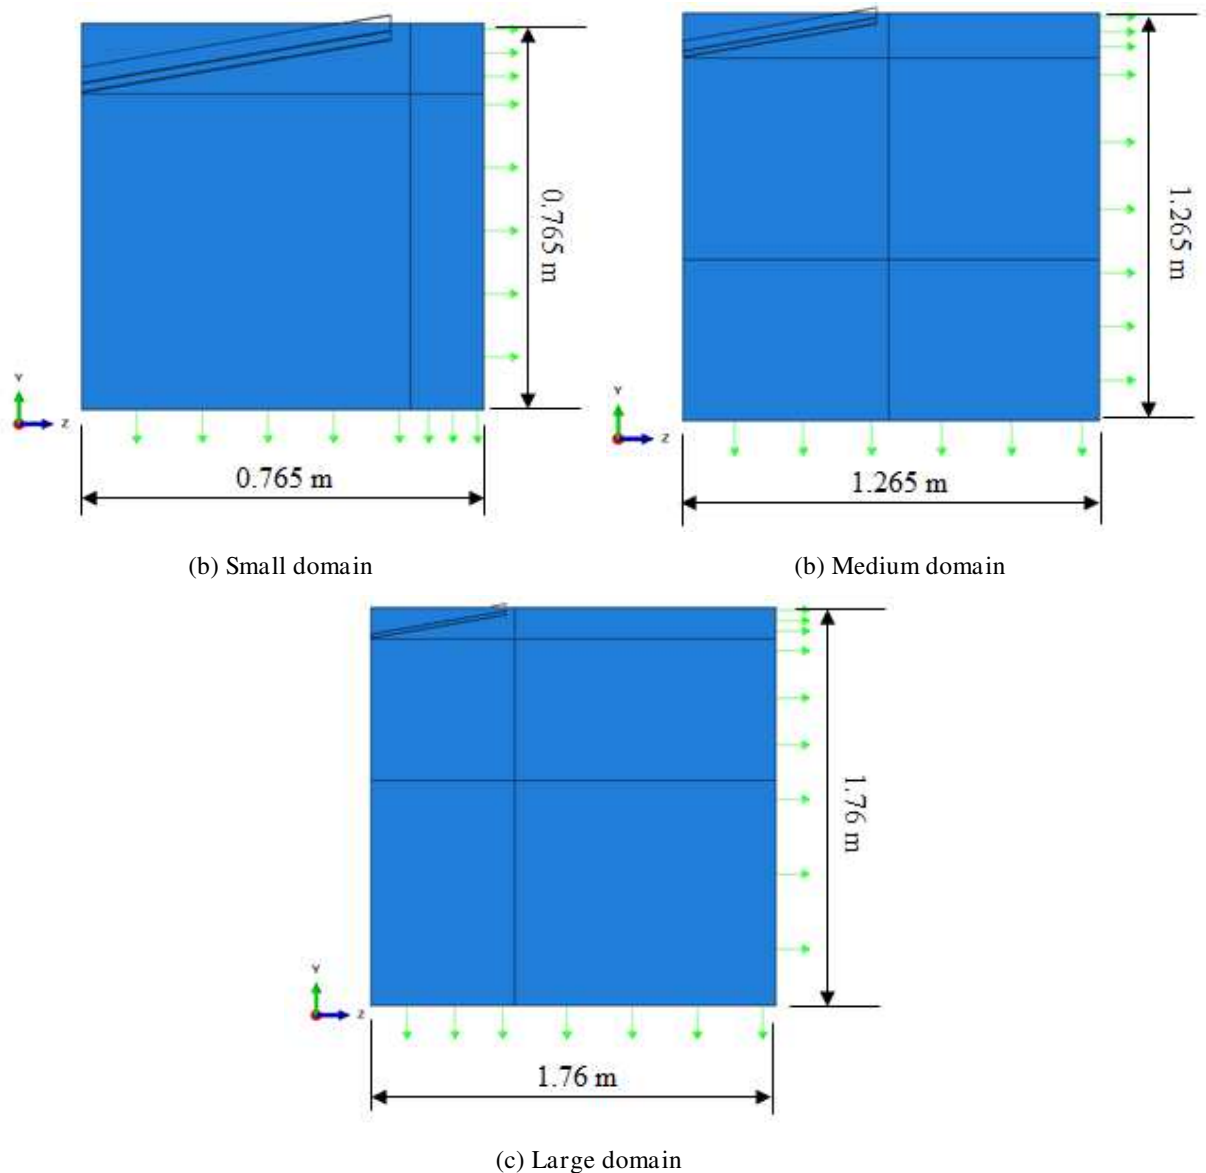 0.765 m
Y
Z
0.765 m
(b) Small domain
1.265 m
Y
Z
1.265 m
(b) Medium domain
1.76 m
Y
Z
1.76 m
(c) Large domain